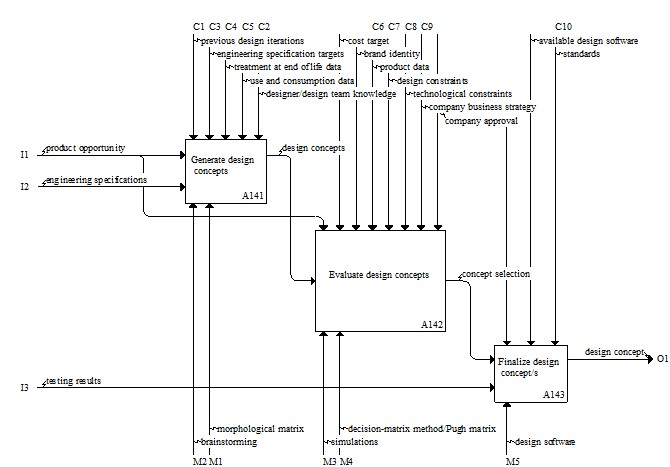 C1 C3 C4 C5 C2 C6 C7 C8 C9 C10
previous design iterations
cost target
available design software
engineering specification targets
brand identity
standards
treatment at end of life data
product data
use and consumption data
design constraints
designer/design team knowledge
technological constraints
company business strategy
company approval
I1
product opportunity
design concepts
Generate design
concepts
A141
I2
engineering specifications
Evaluate design concepts
A142
concept selection
Finalize design
concept/s
A143
design concept
O1
I3
testing results
morphological matrix
decision-matrix method/Pugh matrix
brainstorming
simulations
design software
M2 M1 M3 M4 M5